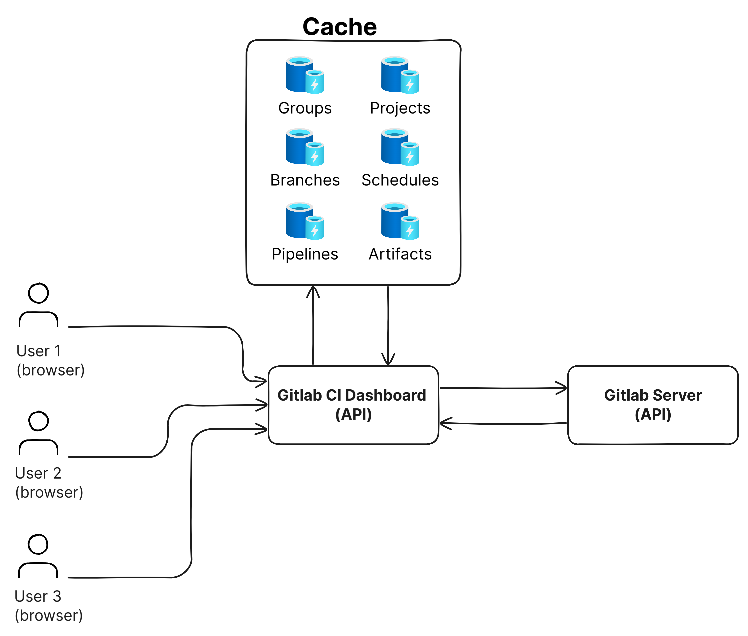 Cache
Groups
Projects
Branches
Schedules
Pipelines
Artifacts
User 1
(browser)
Gitlab CI Dashboard
(API)
Gitlab Server
(API)
User 2
(browser)
User 3
(browser)